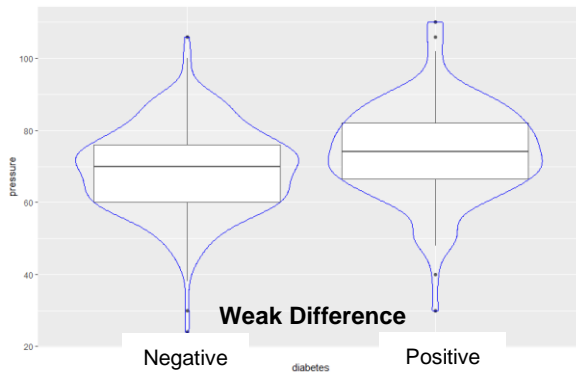 100
80
pressure
60
40
Weak Difference
20
Negative
Positive
diabetes